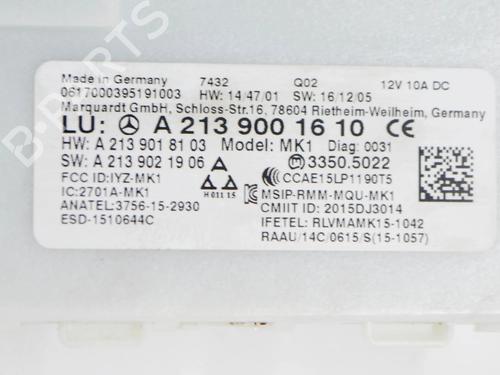 B-PARTS
Made in Germany 7432 Q02 12V 10A DC
0617000395191003 HW: 14/47/01 SW: 16/12/05
Marquardt GmbH, Schloss-Str.16, 78604 Rietheim-Weilheim, Germany
LU: A 213 900 16 10 CE
HW: A 213 901 81 03 Model: MK1 Diag: 0031
SW: A 213 902 19 06 3350.5022
FCC ID:IYZ-MK1 CCAE15LP1190T5
IC:2701A-MK1 H 011 15 MSIP-RMM-MQU-MK1
ANATEL:3756-15-2930 CMIIT ID: 2015DJ3014
ESD-1510644C IFETEL: RLVMAMK15-1042
RAAU/14C/0615/S(15-1057)